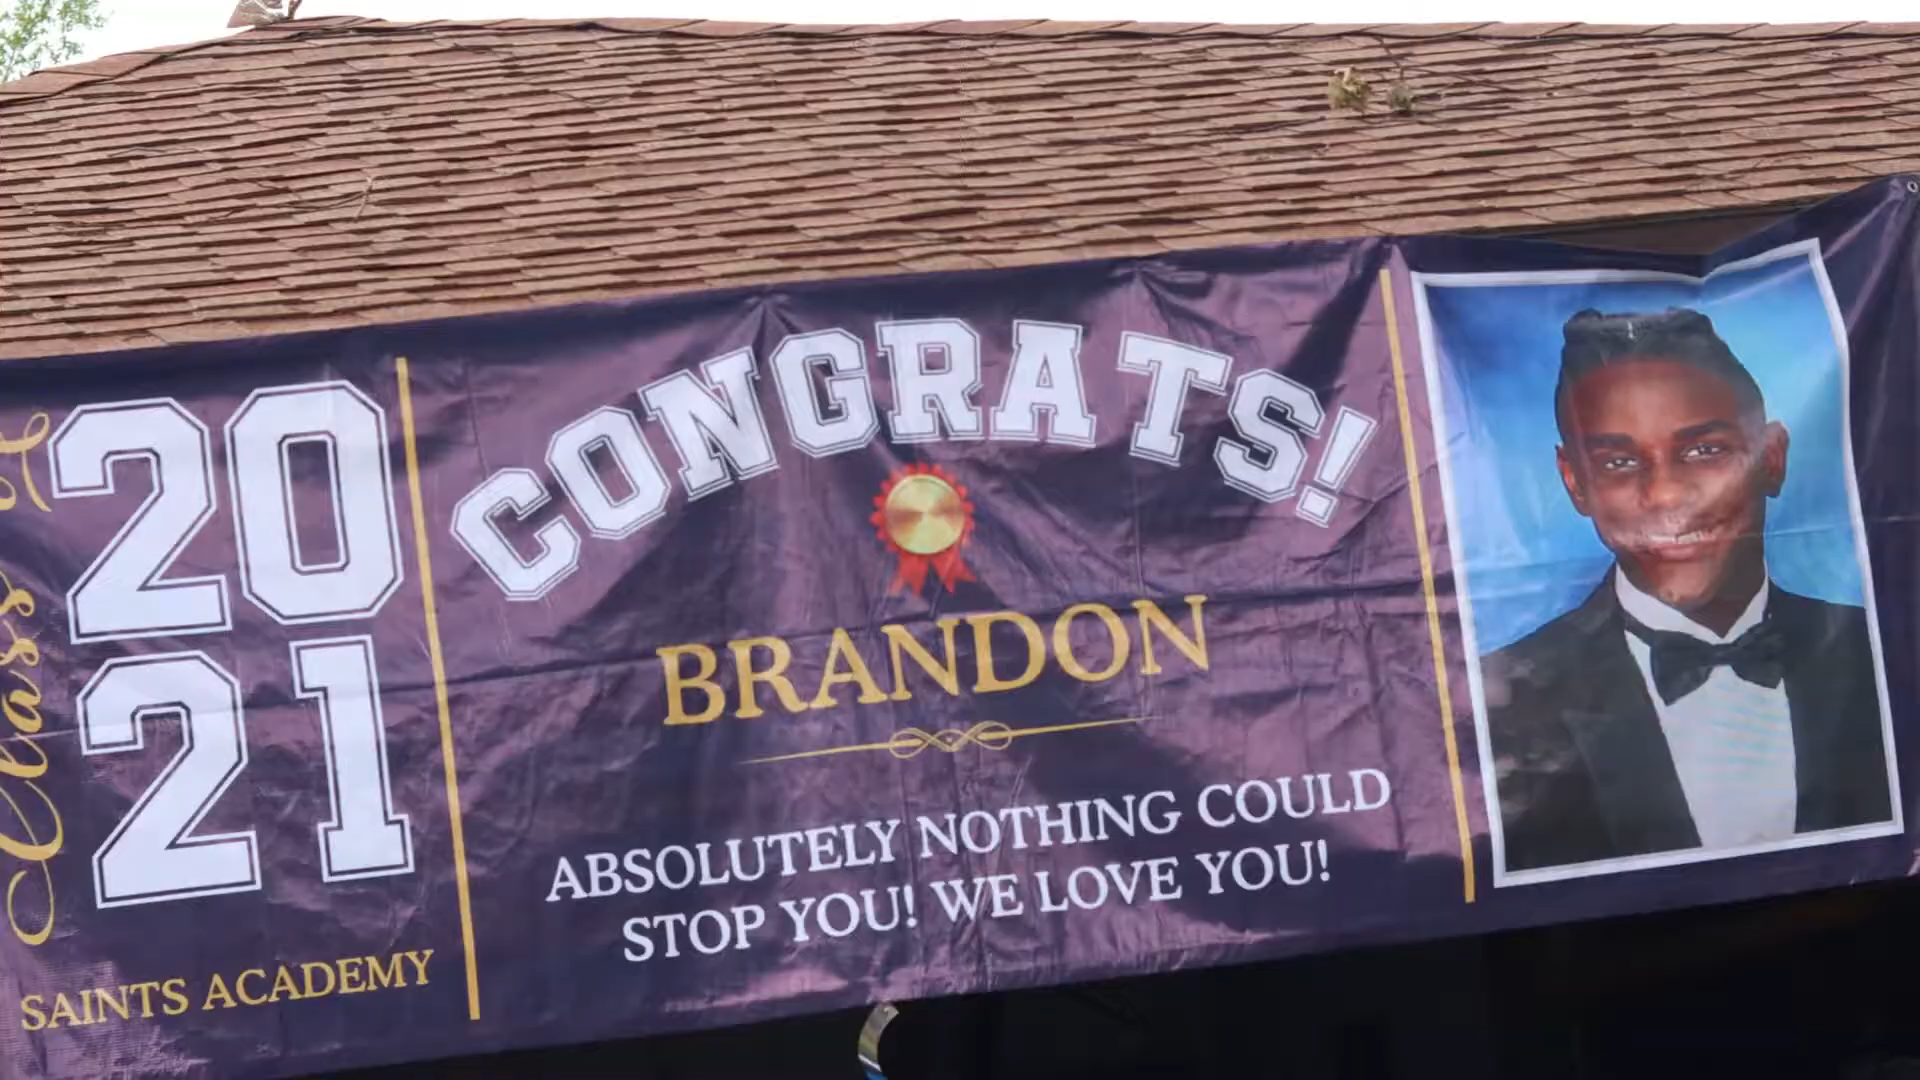 Class of
20
21
SAINTS ACADEMY
CONGRATS!
BRANDON
ABSOLUTELY NOTHING COULD
STOP YOU! WE LOVE YOU!